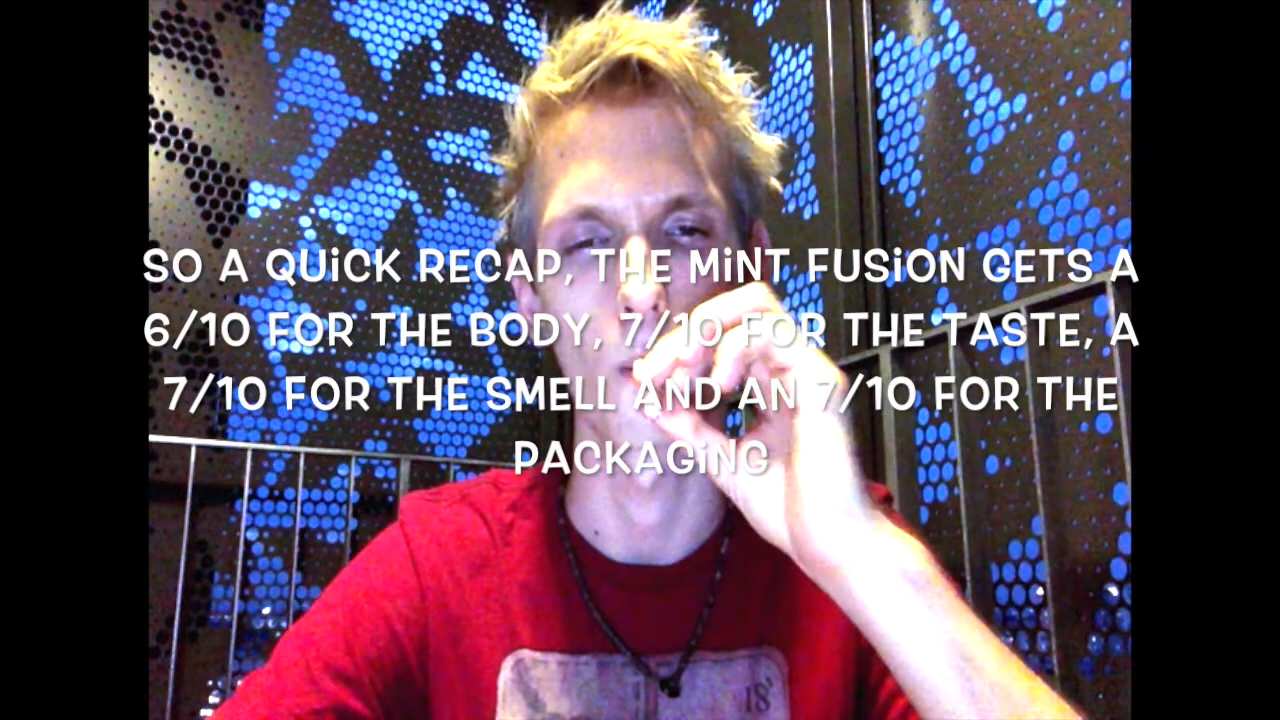 SO A QUiCK RECAP, THE MiNT FUSiON GETS A
6/10 FOR THE BODY, 7/10 FOR THE TASTE, A
7/10 FOR THE SMELL AND AN 7/10 FOR THE
PACKAGiNG
18'